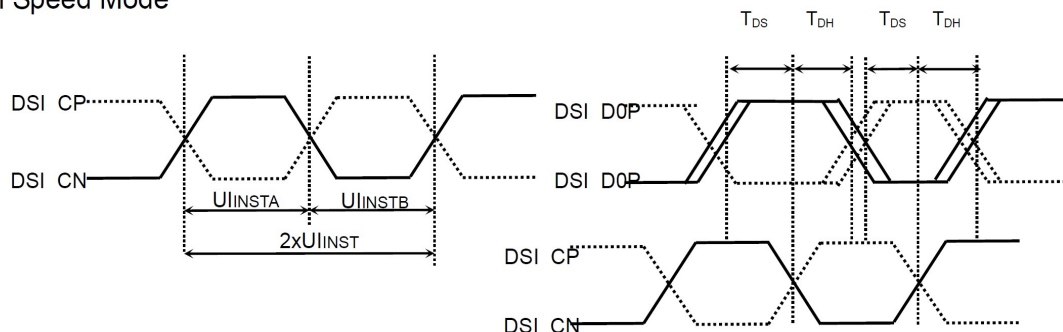 Speed Mode
TDS TDH TDS TDH
DSI CP
DSI CN
UIINSTA UIINSTB
2xUIINST
DSI D0P
DSI D0P
DSI CP
DSI CN